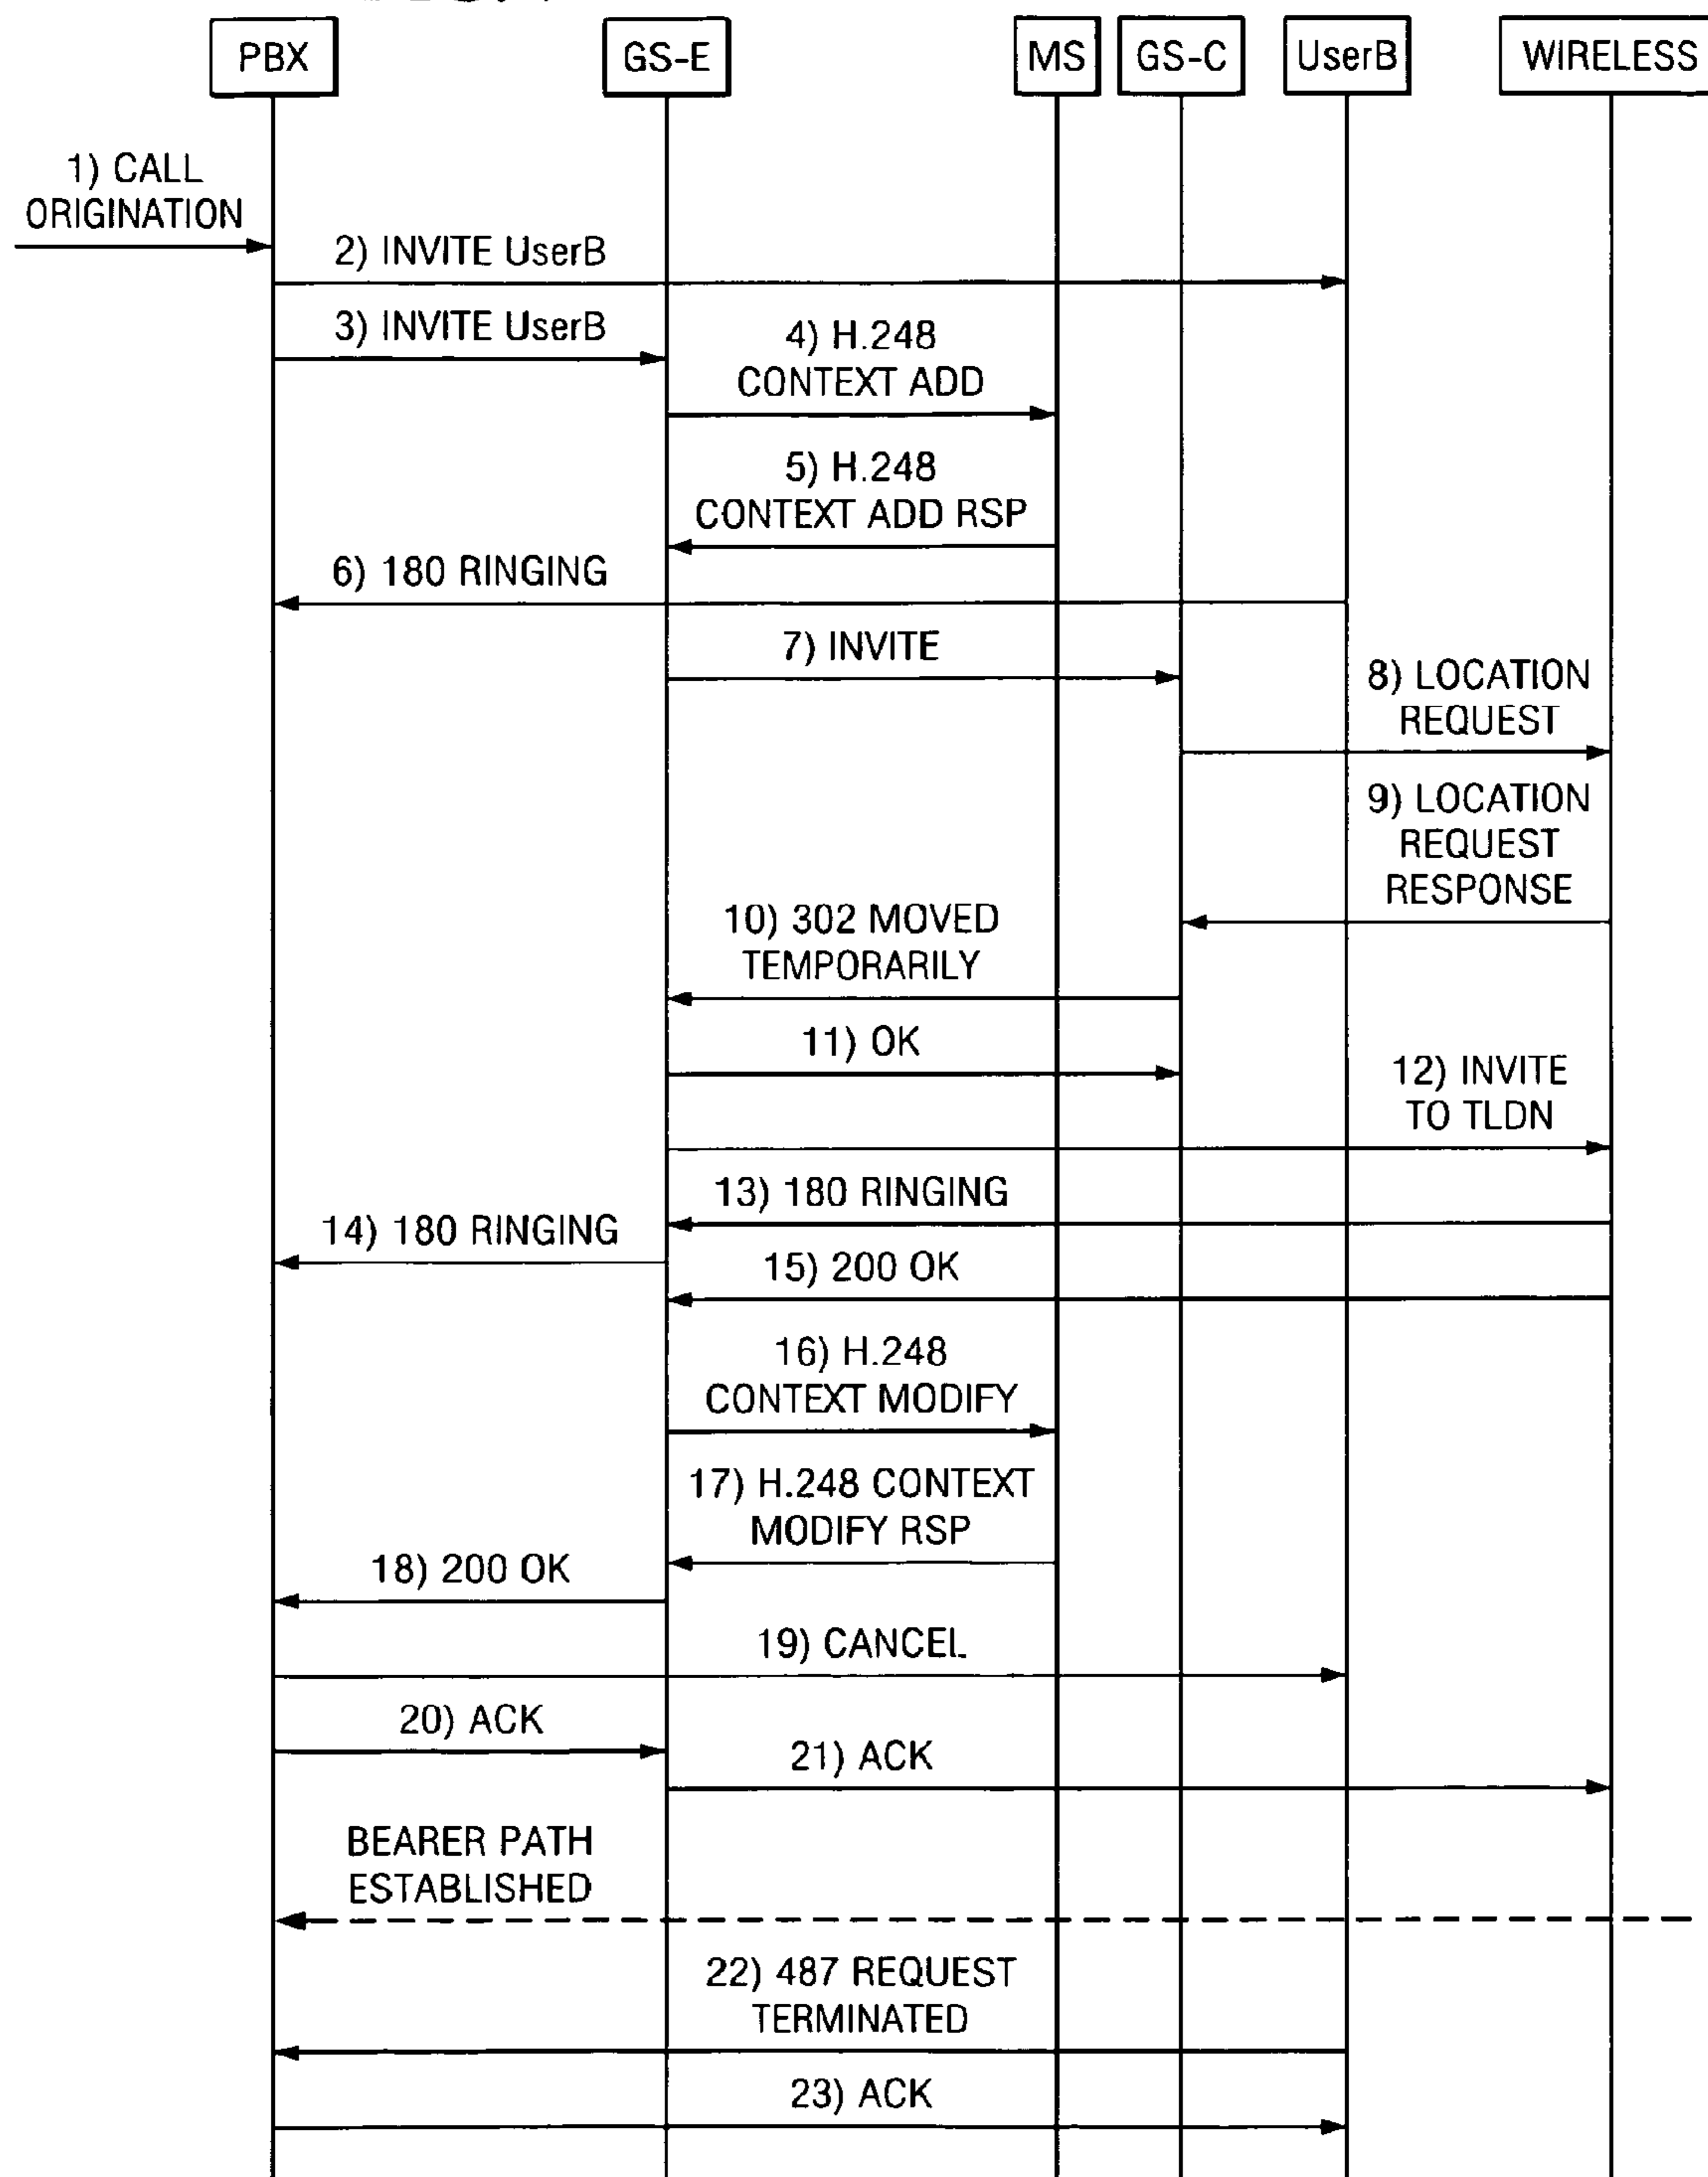 PBX
GS-E
MS
GS-C
UserB
WIRELESS
1) CALL
ORIGINATION
2) INVITE UserB
3) INVITE UserB
4) H.248
CONTEXT ADD
5) H.248
CONTEXT ADD RSP
6) 180 RINGING
7) INVITE
8) LOCATION
REQUEST
9) LOCATION
REQUEST
RESPONSE
10) 302 MOVED
TEMPORARILY
11) OK
12) INVITE
TO TLDN
13) 180 RINGING
14) 180 RINGING
15) 200 OK
16) H.248
CONTEXT MODIFY
17) H.248 CONTEXT
MODIFY RSP
18) 200 OK
19) CANCEL
20) ACK
21) ACK
BEARER PATH
ESTABLISHED
22) 487 REQUEST
TERMINATED
23) ACK